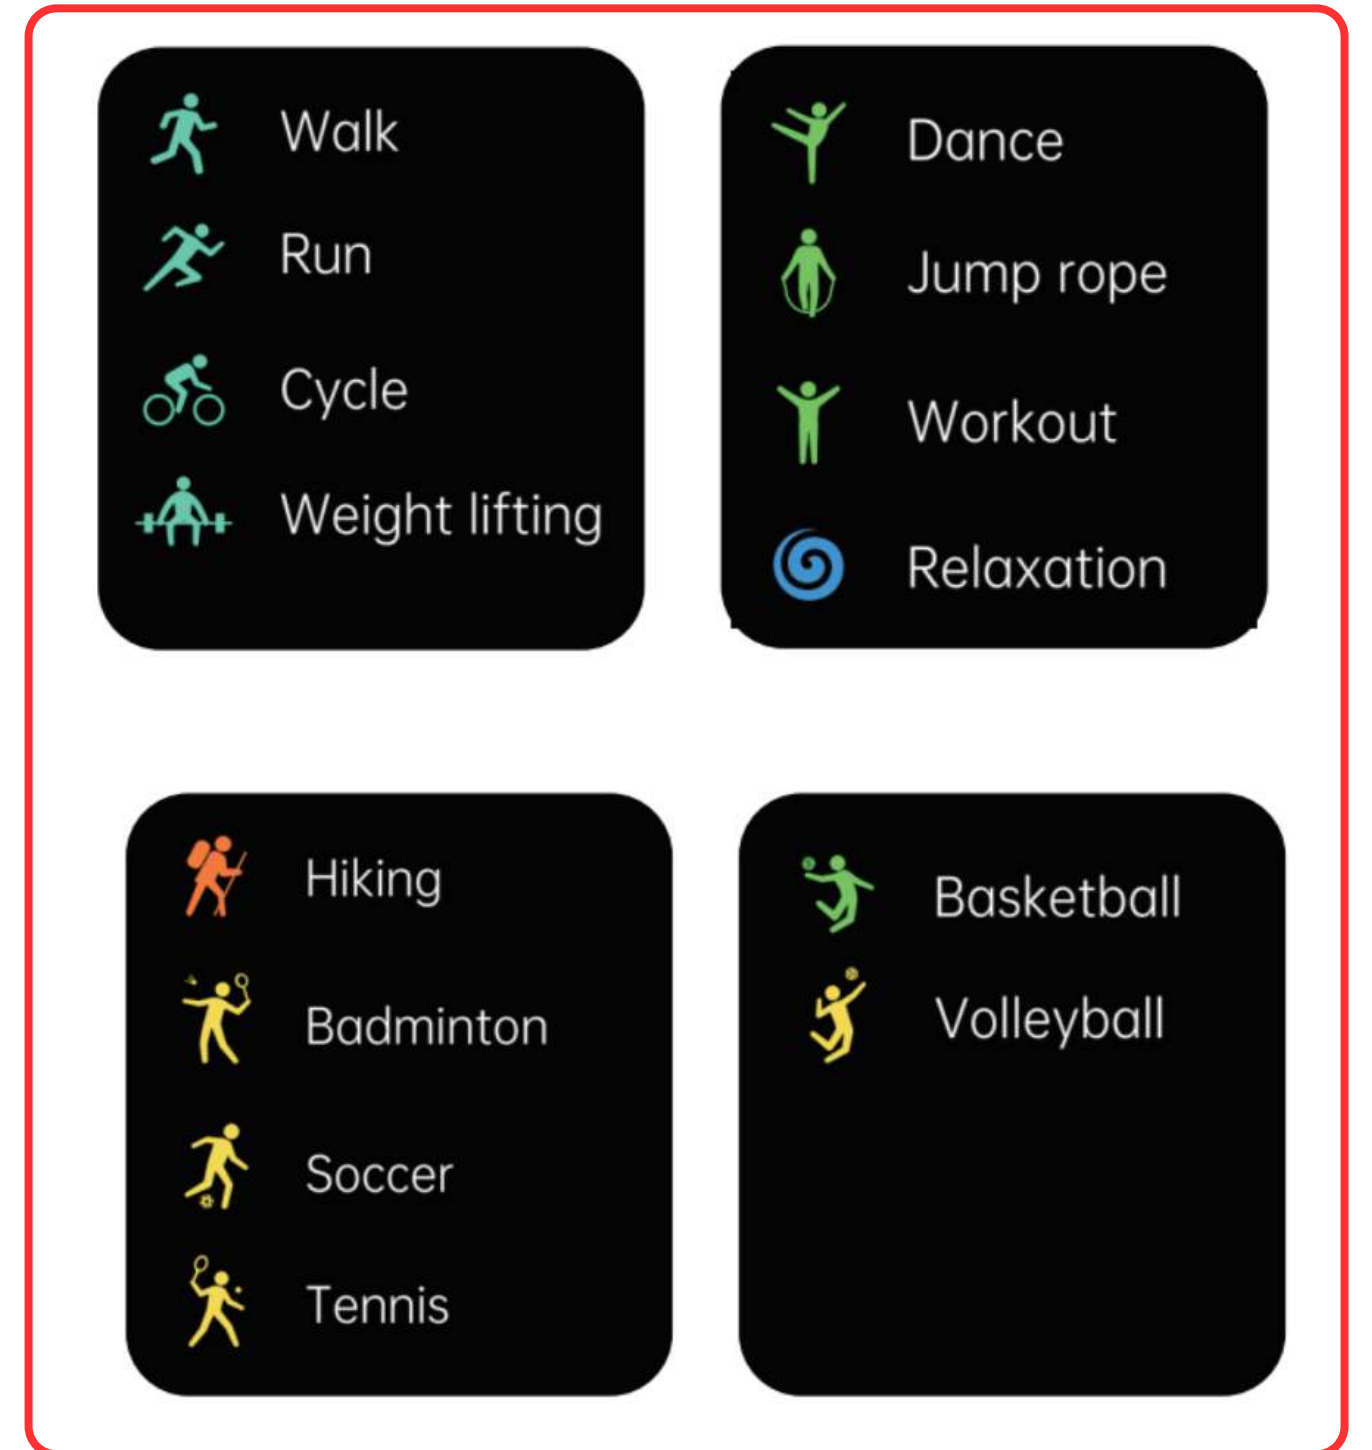 Walk
Run
Cycle
Weight lifting
Dance
Jump rope
Workout
Relaxation
Hiking
Badminton
Soccer
Tennis
Basketball
Volleyball